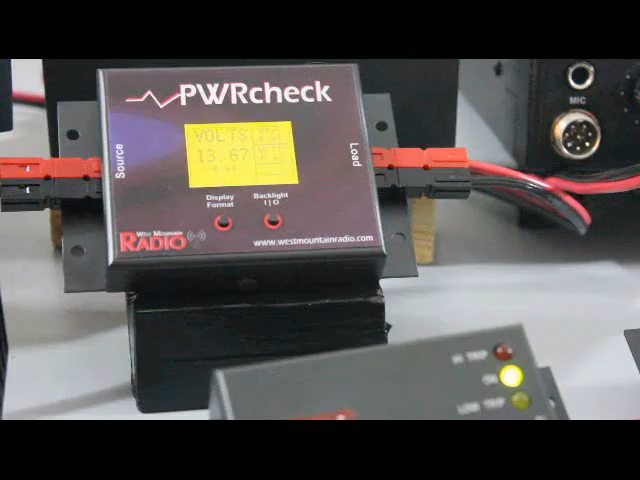 PWRcheck
MIC
VOLTS
13.67
Source
Load
Display
Format
Backlight
I | O
West Mountain
RADIO
www.westmountainradio.com
HI TRIP
ON
LOW TRIP